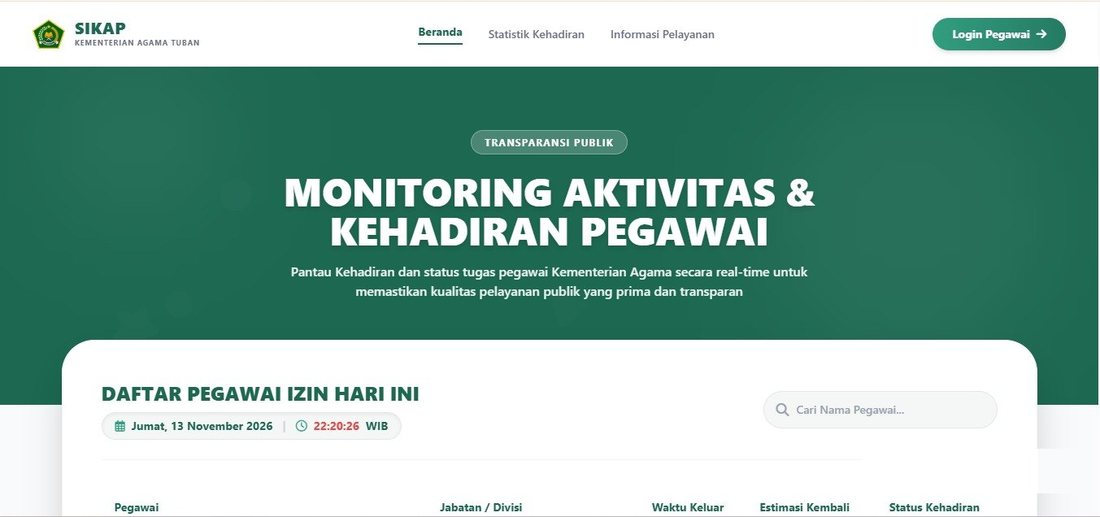 SIKAP
KEMENTERIAN AGAMA TUBAN
Beranda
Statistik Kehadiran
Informasi Pelayanan
Login Pegawai
TRANSPARANSI PUBLIK
MONITORING AKTIVITAS &
KEHADIRAN PEGAWAI
Pantau Kehadiran dan status tugas pegawai Kementerian Agama secara real-time untuk
memastikan kualitas pelayanan publik yang prima dan transparan
DAFTAR PEGAWAI IZIN HARI INI
Jumat, 13 November 2026 | 22:20:26 WIB
Cari Nama Pegawai...
Pegawai
Jabatan / Divisi
Waktu Keluar
Estimasi Kembali
Status Kehadiran